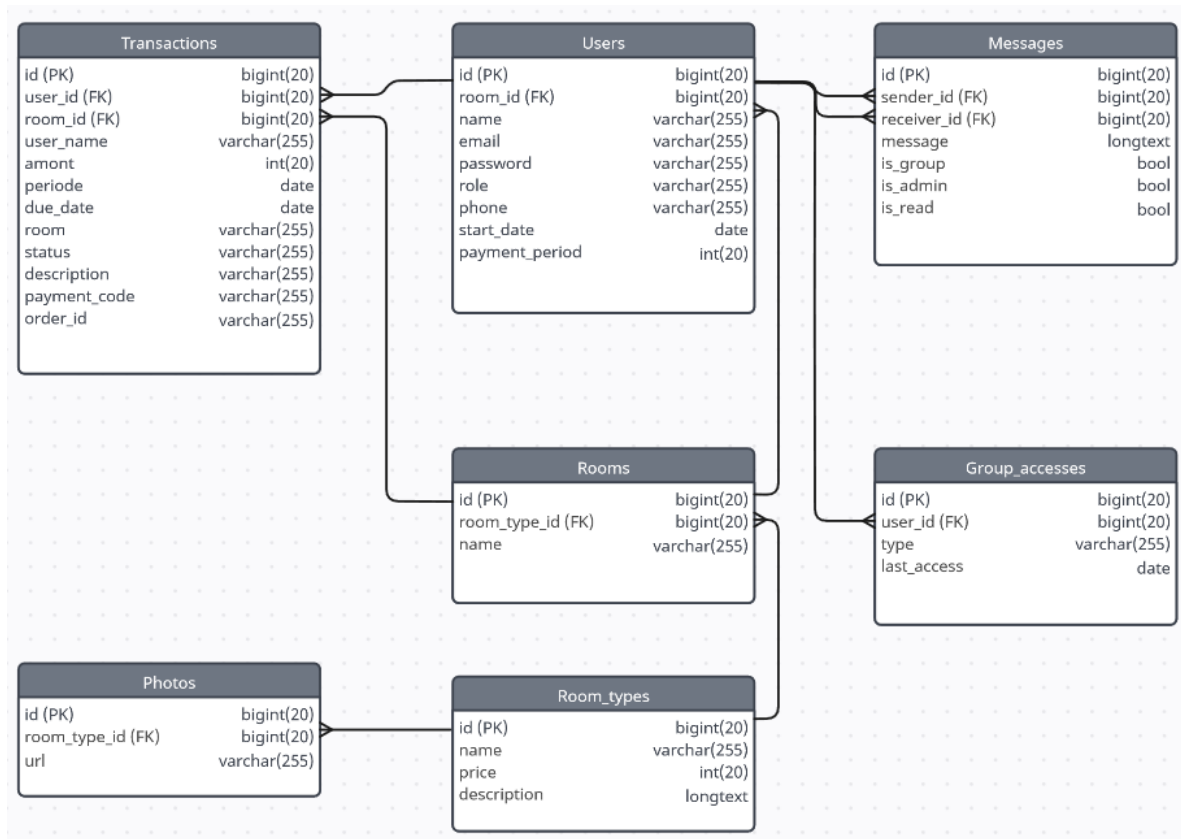 Transactions
id (PK) bigint(20)
user_id (FK) bigint(20)
room_id (FK) bigint(20)
user_name varchar(255)
amont int(20)
periode date
due_date date
room varchar(255)
status varchar(255)
description varchar(255)
payment_code varchar(255)
order_id varchar(255)
Users
id (PK) bigint(20)
room_id (FK) bigint(20)
name varchar(255)
email varchar(255)
password varchar(255)
role varchar(255)
phone varchar(255)
start_date date
payment_period int(20)
Messages
id (PK) bigint(20)
sender_id (FK) bigint(20)
receiver_id (FK) bigint(20)
message longtext
is_group bool
is_admin bool
is_read bool
Rooms
id (PK) bigint(20)
room_type_id (FK) bigint(20)
name varchar(255)
Group_accesses
id (PK) bigint(20)
user_id (FK) bigint(20)
type varchar(255)
last_access date
Photos
id (PK) bigint(20)
room_type_id (FK) bigint(20)
url varchar(255)
Room_types
id (PK) bigint(20)
name varchar(255)
price int(20)
description longtext